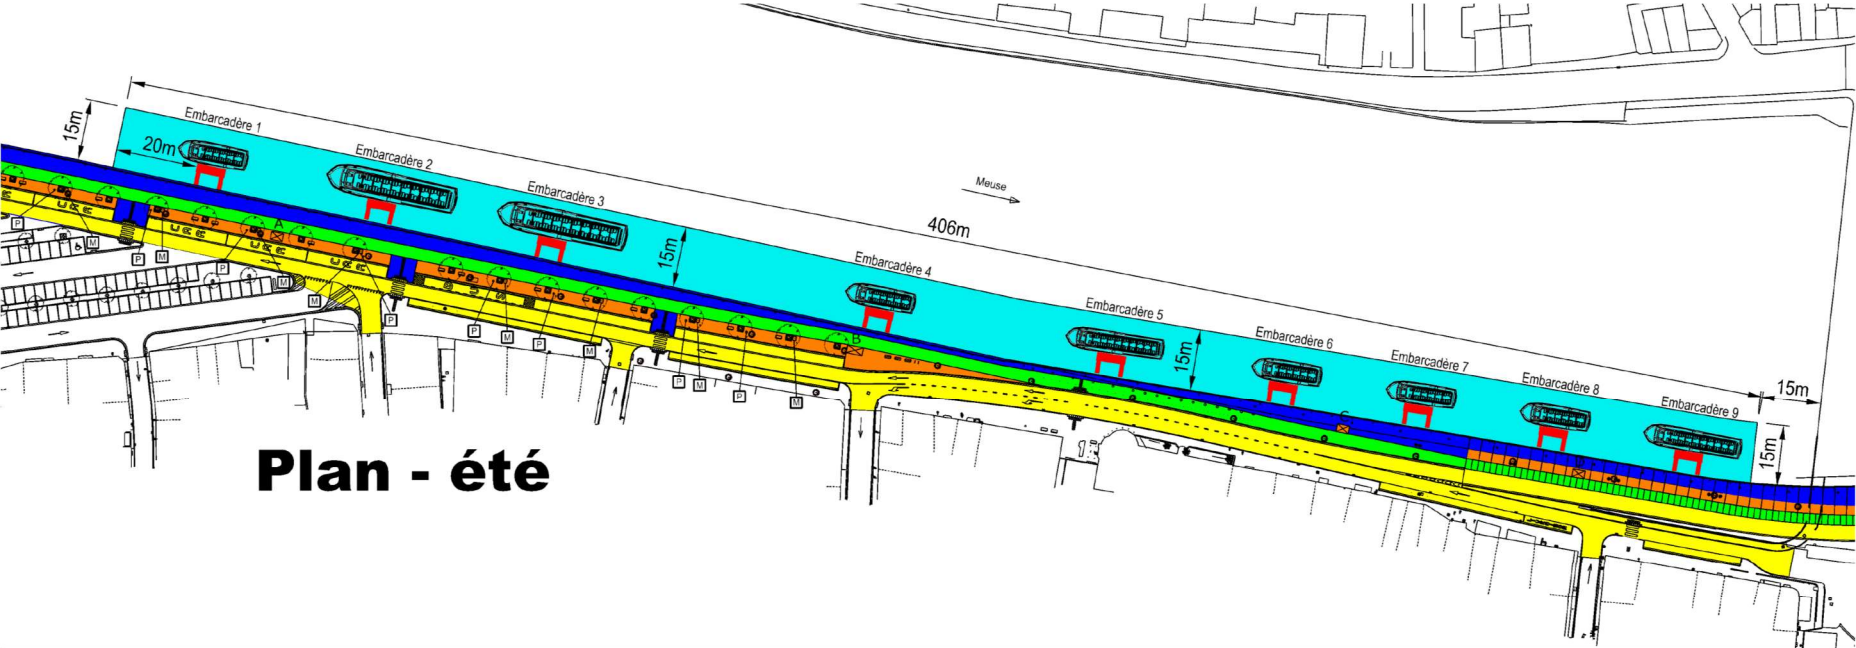 Embarcadère 1
15m
20m
Embarcadère 2
Embarcadère 3
Meuse
406m
15m
Embarcadère 4
Embarcadère 5
15m
Embarcadère 6
Embarcadère 7
Embarcadère 8
15m
Embarcadère 9
15m
A
B
C
P
M
P
M
P
M
M
P
B U S
P
M
P
M
P
M
P
M
Plan - été